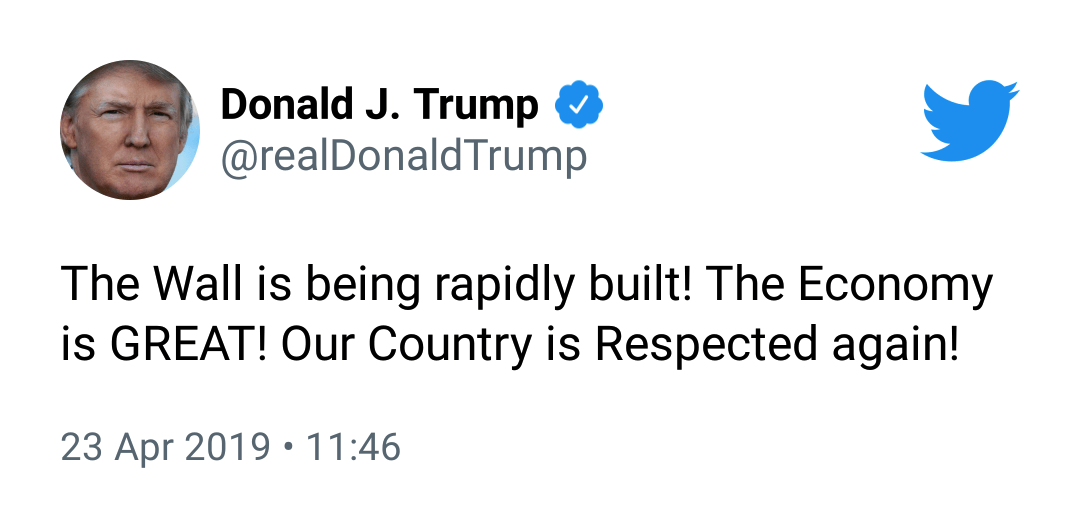 Donald J. Trump
@realDonaldTrump
The Wall is being rapidly built! The Economy
is GREAT! Our Country is Respected again!
23 Apr 2019 • 11:46